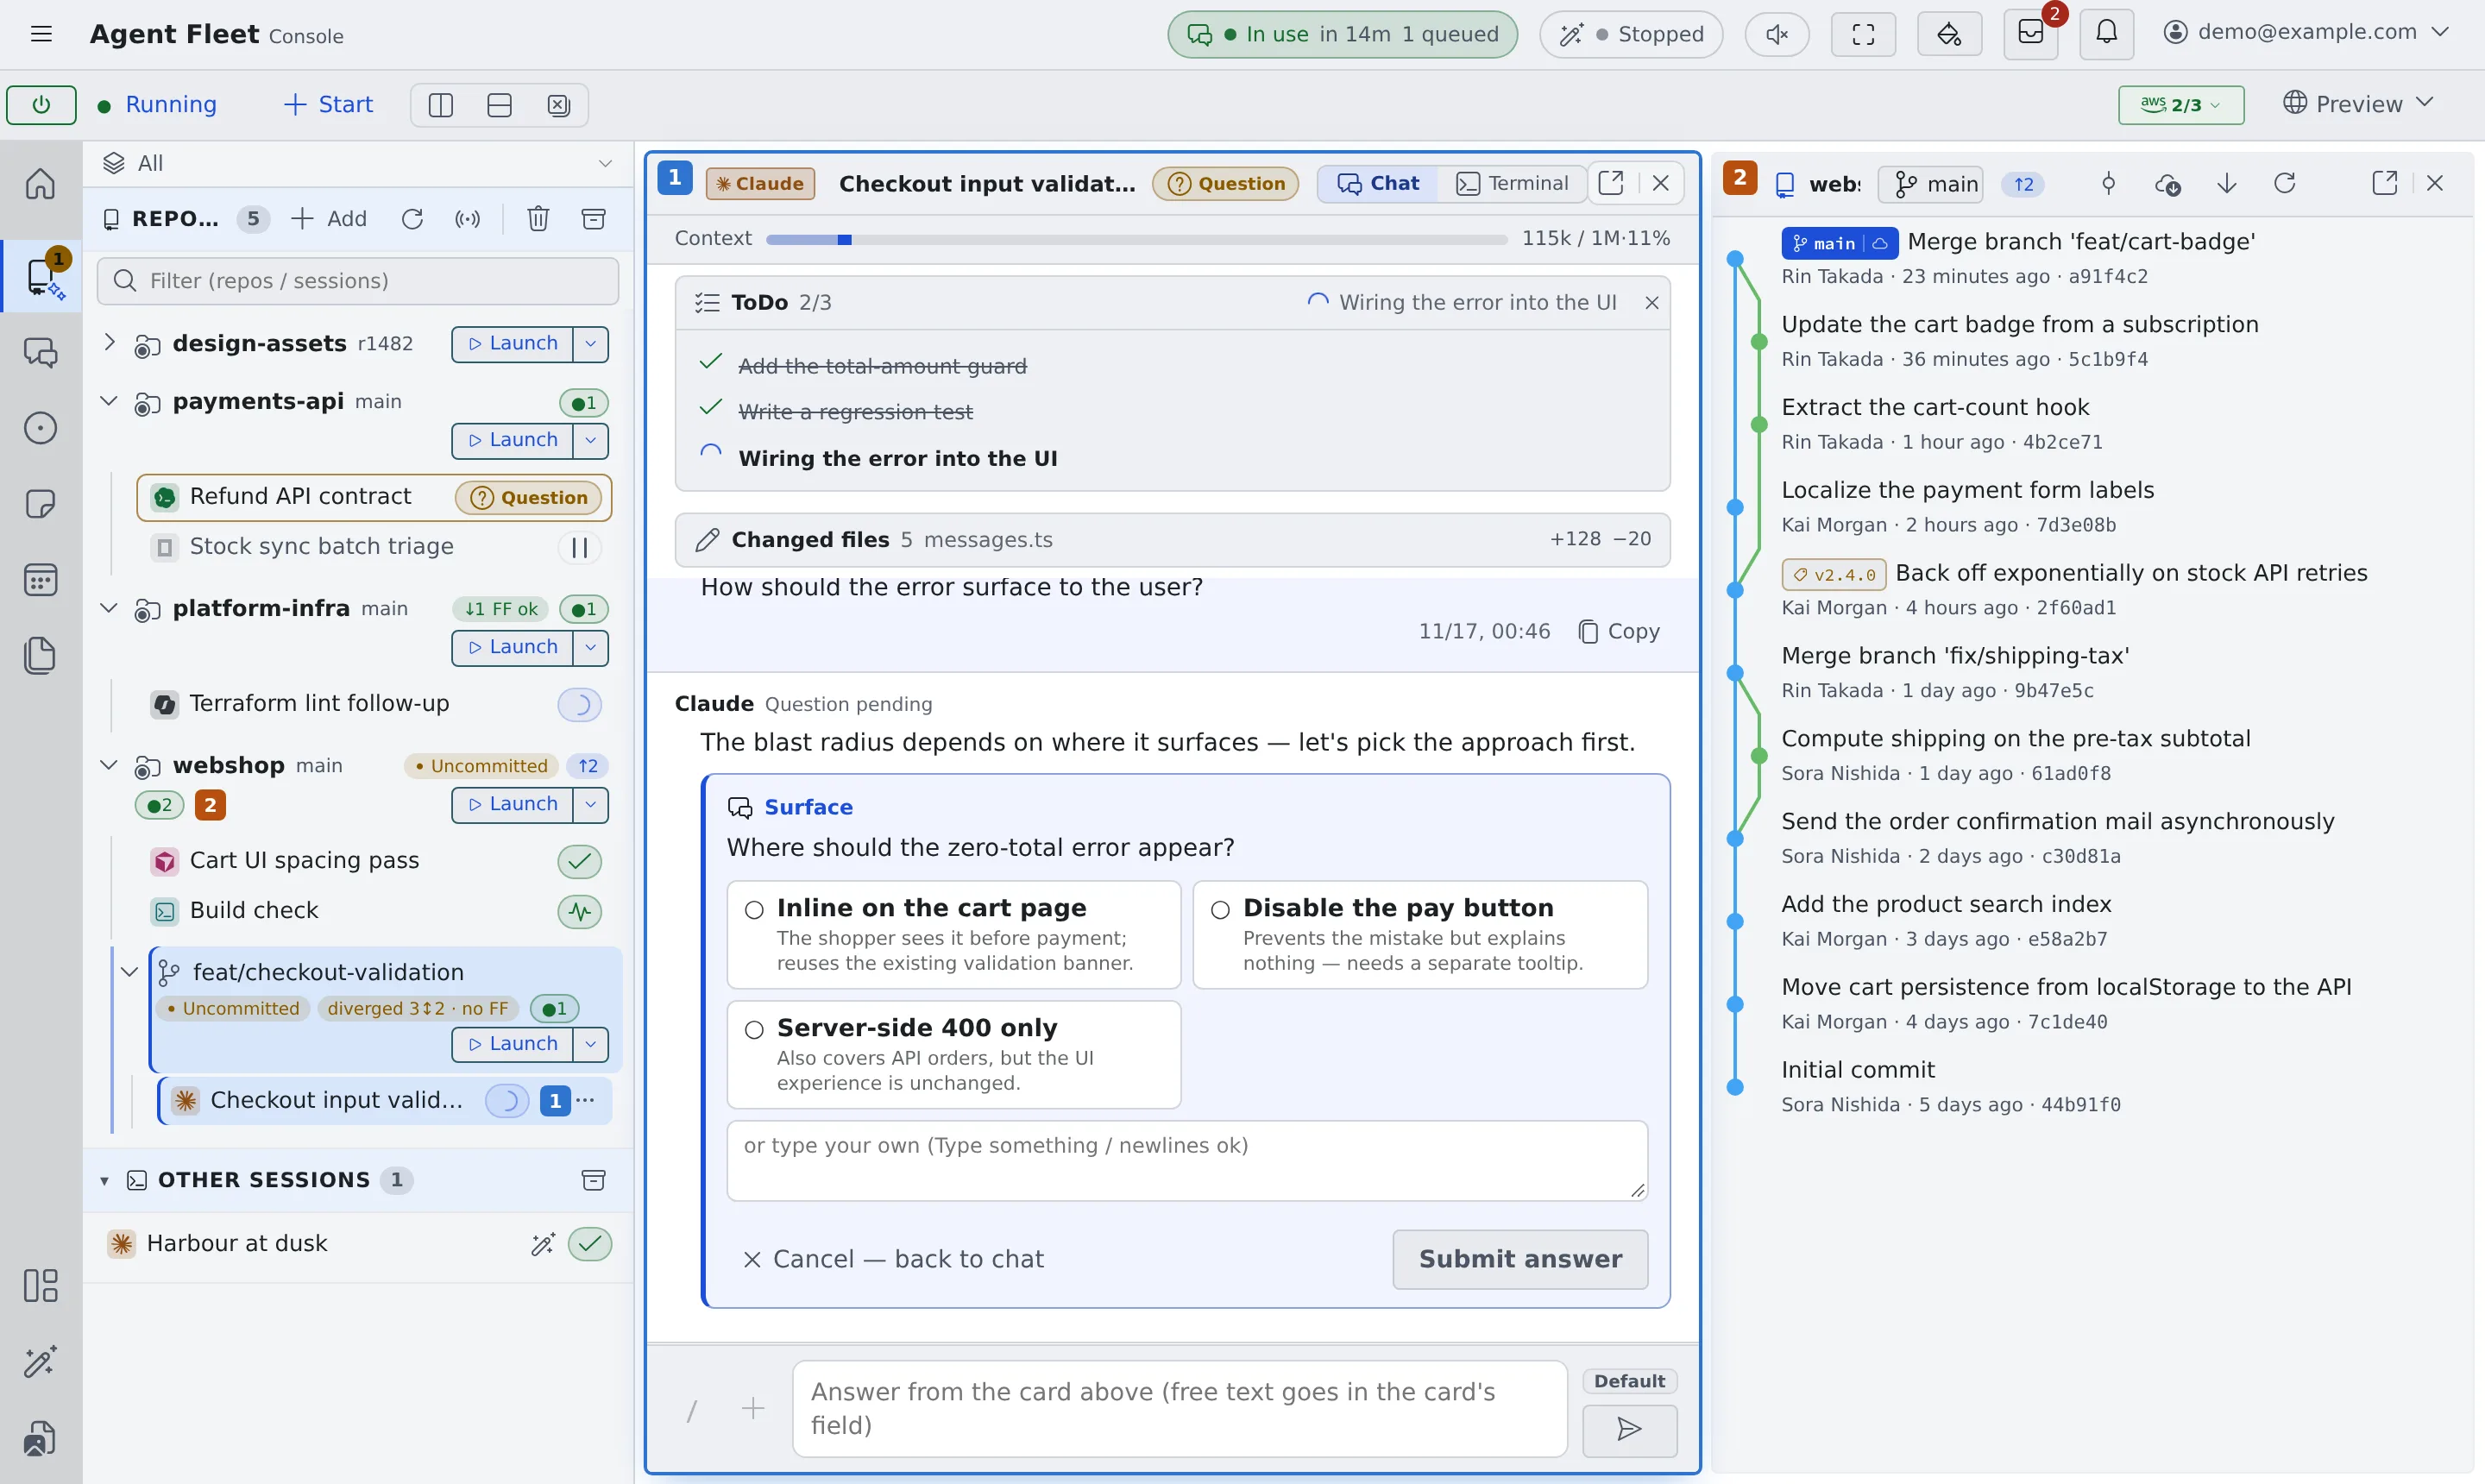 Agent Fleet Console
In use in 14m 1 queued
Stopped
2
demo@example.com
Running
+ Start
aws 2/3
Preview
All
REPO... 5 + Add
1
Filter (repos / sessions)
design-assets r1482 Launch
payments-api main 1
Launch
Refund API contract Question
Stock sync batch triage
platform-infra main ↓1 FF ok 1
Launch
Terraform lint follow-up
webshop main • Uncommitted ↑2
2 2 Launch
Cart UI spacing pass
Build check
feat/checkout-validation
• Uncommitted diverged 3↕2 · no FF 1
Launch
Checkout input valid... 1 ...
OTHER SESSIONS 1
Harbour at dusk
1 Claude Checkout input validat... Question Chat Terminal
Context 115k / 1M·11%
ToDo 2/3 Wiring the error into the UI
Add the total-amount guard
Write a regression test
Wiring the error into the UI
Changed files 5 messages.ts +128 −20
How should the error surface to the user?
11/17, 00:46 Copy
Claude Question pending
The blast radius depends on where it surfaces — let's pick the approach first.
Surface
Where should the zero-total error appear?
Inline on the cart page
The shopper sees it before payment;
reuses the existing validation banner.
Disable the pay button
Prevents the mistake but explains
nothing — needs a separate tooltip.
Server-side 400 only
Also covers API orders, but the UI
experience is unchanged.
or type your own (Type something / newlines ok)
Cancel — back to chat
Submit answer
/ +
Answer from the card above (free text goes in the card's
field)
Default
2 webs main ↑2
main Merge branch 'feat/cart-badge'
Rin Takada · 23 minutes ago · a91f4c2
Update the cart badge from a subscription
Rin Takada · 36 minutes ago · 5c1b9f4
Extract the cart-count hook
Rin Takada · 1 hour ago · 4b2ce71
Localize the payment form labels
Kai Morgan · 2 hours ago · 7d3e08b
v2.4.0 Back off exponentially on stock API retries
Kai Morgan · 4 hours ago · 2f60ad1
Merge branch 'fix/shipping-tax'
Rin Takada · 1 day ago · 9b47e5c
Compute shipping on the pre-tax subtotal
Sora Nishida · 1 day ago · 61ad0f8
Send the order confirmation mail asynchronously
Sora Nishida · 2 days ago · c30d81a
Add the product search index
Kai Morgan · 3 days ago · e58a2b7
Move cart persistence from localStorage to the API
Kai Morgan · 4 days ago · 7c1de40
Initial commit
Sora Nishida · 5 days ago · 44b91f0